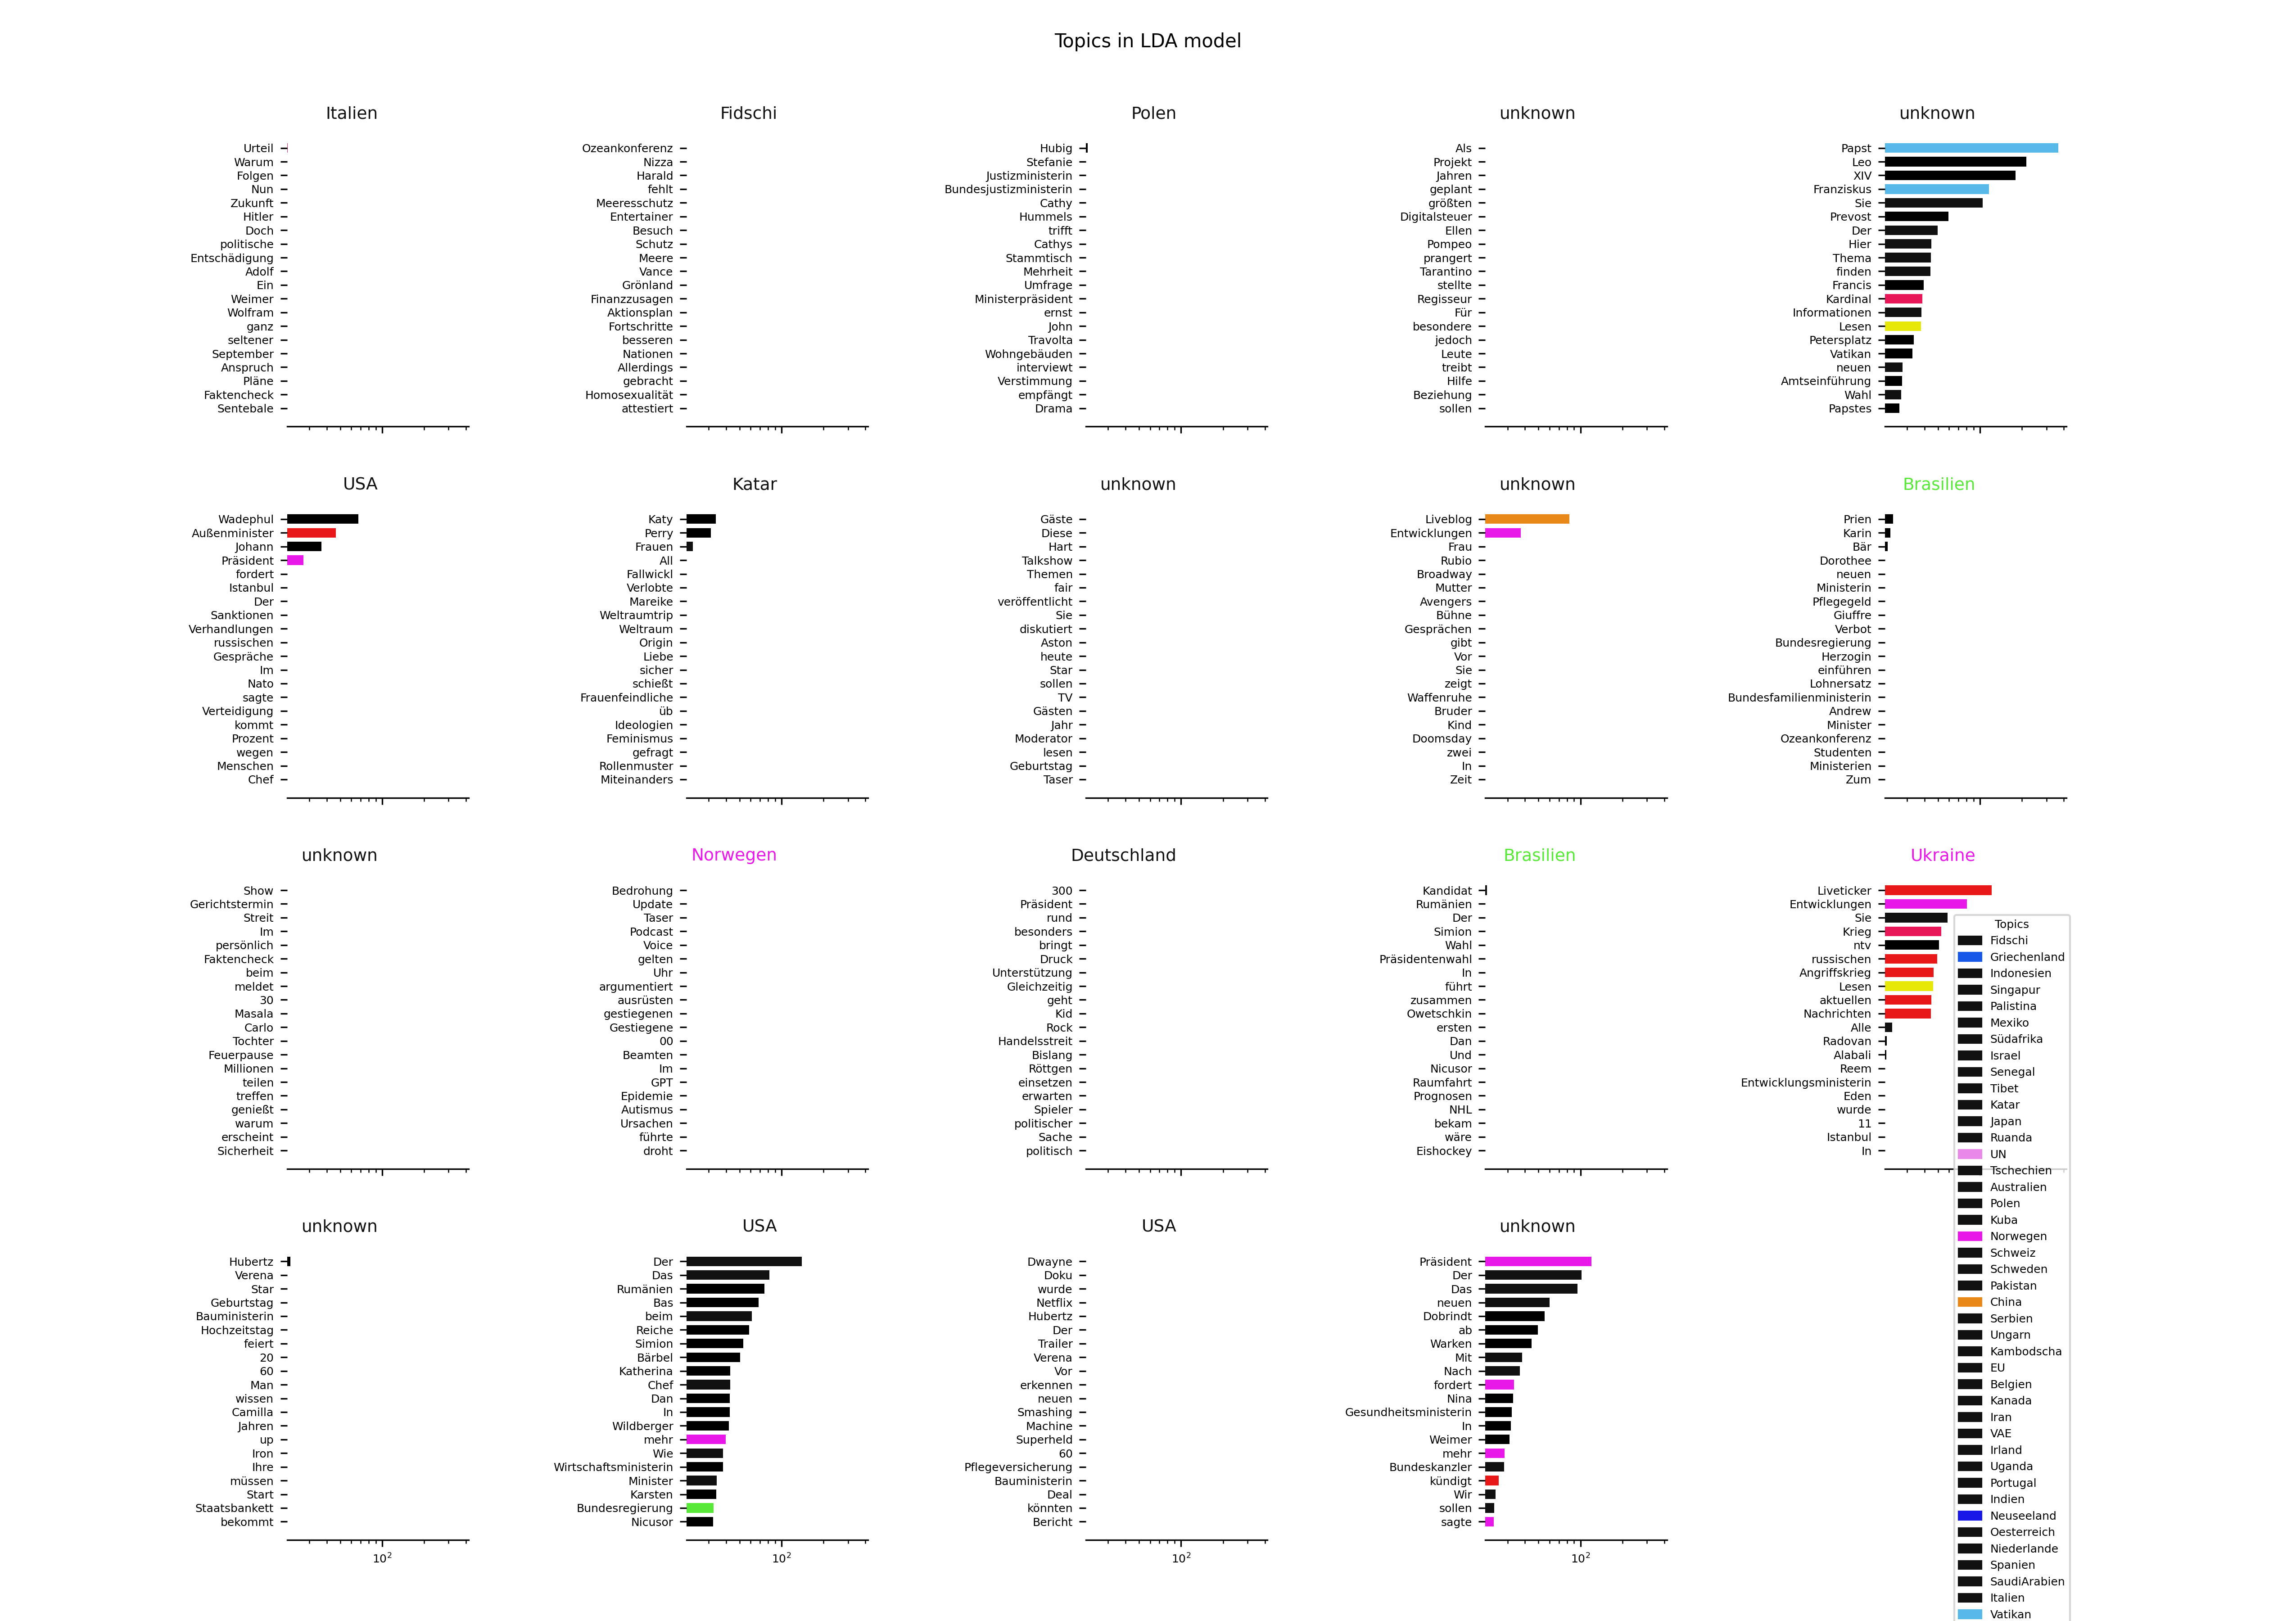 Topics in LDA model
Italien
Urteil
Warum
Folgen
Nun
Zukunft
Hitler
Doch
politische
Entschädigung
Adolf
Ein
Weimer
Wolfram
ganz
seltener
September
Anspruch
Pläne
Faktencheck
Sentebale
Fidschi
Ozeankonferenz
Nizza
Harald
fehlt
Meeresschutz
Entertainer
Besuch
Schutz
Meere
Vance
Grönland
Finanzzusagen
Aktionsplan
Fortschritte
besseren
Nationen
Allerdings
gebracht
Homosexualität
attestiert
Polen
Hubig
Stefanie
Justizministerin
Bundesjustizministerin
Cathy
Hummels
trifft
Cathys
Stammtisch
Mehrheit
Umfrage
Ministerpräsident
ernst
John
Travolta
Wohngebäuden
interviewt
Verstimmung
empfängt
Drama
unknown
Als
Projekt
Jahren
geplant
größten
Digitalsteuer
Ellen
Pompeo
prangert
Tarantino
stellte
Regisseur
Für
besondere
jedoch
Leute
treibt
Hilfe
Beziehung
sollen
unknown
Papst
Leo
XIV
Franziskus
Sie
Prevost
Der
Hier
Thema
finden
Francis
Kardinal
Informationen
Lesen
Petersplatz
Vatikan
neuen
Amtseinführung
Wahl
Papstes
USA
Wadephul
Außenminister
Johann
Präsident
fordert
Istanbul
Der
Sanktionen
Verhandlungen
russischen
Gespräche
Im
Nato
sagte
Verteidigung
kommt
Prozent
wegen
Menschen
Chef
Katar
Katy
Perry
Frauen
All
Fallwickl
Verlobte
Mareike
Weltraumtrip
Weltraum
Origin
Liebe
sicher
schießt
Frauenfeindliche
üb
Ideologien
Feminismus
gefragt
Rollenmuster
Miteinanders
unknown
Gäste
Diese
Hart
Talkshow
Themen
fair
veröffentlicht
Sie
diskutiert
Aston
heute
Star
sollen
TV
Gästen
Jahr
Moderator
lesen
Geburtstag
Taser
unknown
Liveblog
Entwicklungen
Frau
Rubio
Broadway
Mutter
Avengers
Bühne
Gesprächen
gibt
Vor
Sie
zeigt
Waffenruhe
Bruder
Kind
Doomsday
zwei
In
Zeit
Brasilien
Prien
Karin
Bär
Dorothee
neuen
Ministerin
Pflegegeld
Giuffre
Verbot
Bundesregierung
Herzogin
einführen
Lohnersatz
Bundesfamilienministerin
Andrew
Minister
Ozeankonferenz
Studenten
Ministerien
Zum
unknown
Show
Gerichtstermin
Streit
Im
persönlich
Faktencheck
beim
meldet
30
Masala
Carlo
Tochter
Feuerpause
Millionen
teilen
treffen
genießt
warum
erscheint
Sicherheit
Norwegen
Bedrohung
Update
Taser
Podcast
Voice
gelten
Uhr
argumentiert
ausrüsten
gestiegenen
Gestiegene
00
Beamten
Im
GPT
Epidemie
Autismus
Ursachen
führte
droht
Deutschland
300
Präsident
rund
besonders
bringt
Druck
Unterstützung
Gleichzeitig
geht
Kid
Rock
Handelsstreit
Bislang
Röttgen
einsetzen
erwarten
Spieler
politischer
Sache
politisch
Brasilien
Kandidat
Rumänien
Der
Simion
Wahl
Präsidentenwahl
In
führt
zusammen
Owetschkin
ersten
Dan
Und
Nicusor
Raumfahrt
Prognosen
NHL
bekam
wäre
Eishockey
Ukraine
Liveticker
Entwicklungen
Sie
Krieg
ntv
russischen
Angriffskrieg
Lesen
aktuellen
Nachrichten
Alle
Radovan
Alabali
Reem
Entwicklungsministerin
Eden
wurde
11
Istanbul
In
unknown
Hubertz
Verena
Star
Geburtstag
Bauministerin
Hochzeitstag
feiert
20
60
Man
wissen
Camilla
Jahren
up
Iron
Ihre
müssen
Start
Staatsbankett
bekommt
10²
USA
Der
Das
Rumänien
Bas
beim
Reiche
Simion
Bärbel
Katherina
Chef
Dan
In
Wildberger
mehr
Wie
Wirtschaftsministerin
Minister
Karsten
Bundesregierung
Nicusor
10²
USA
Dwayne
Doku
wurde
Netflix
Hubertz
Der
Trailer
Verena
Vor
erkennen
neuen
Smashing
Machine
Superheld
60
Pflegeversicherung
Bauministerin
Deal
könnten
Bericht
10²
unknown
Präsident
Der
Das
neuen
Dobrindt
ab
Warken
Mit
Nach
fordert
Nina
Gesundheitsministerin
In
Weimer
mehr
Bundeskanzler
kündigt
Wir
sollen
sagte
10²
Topics
Fidschi
Griechenland
Indonesien
Singapur
Palistina
Mexiko
Südafrika
Israel
Senegal
Tibet
Katar
Japan
Ruanda
UN
Tschechien
Australien
Polen
Kuba
Norwegen
Schweiz
Schweden
Pakistan
China
Serbien
Ungarn
Kambodscha
EU
Belgien
Kanada
Iran
VAE
Irland
Uganda
Portugal
Indien
Neuseeland
Oesterreich
Niederlande
Spanien
SaudiArabien
Italien
Vatikan